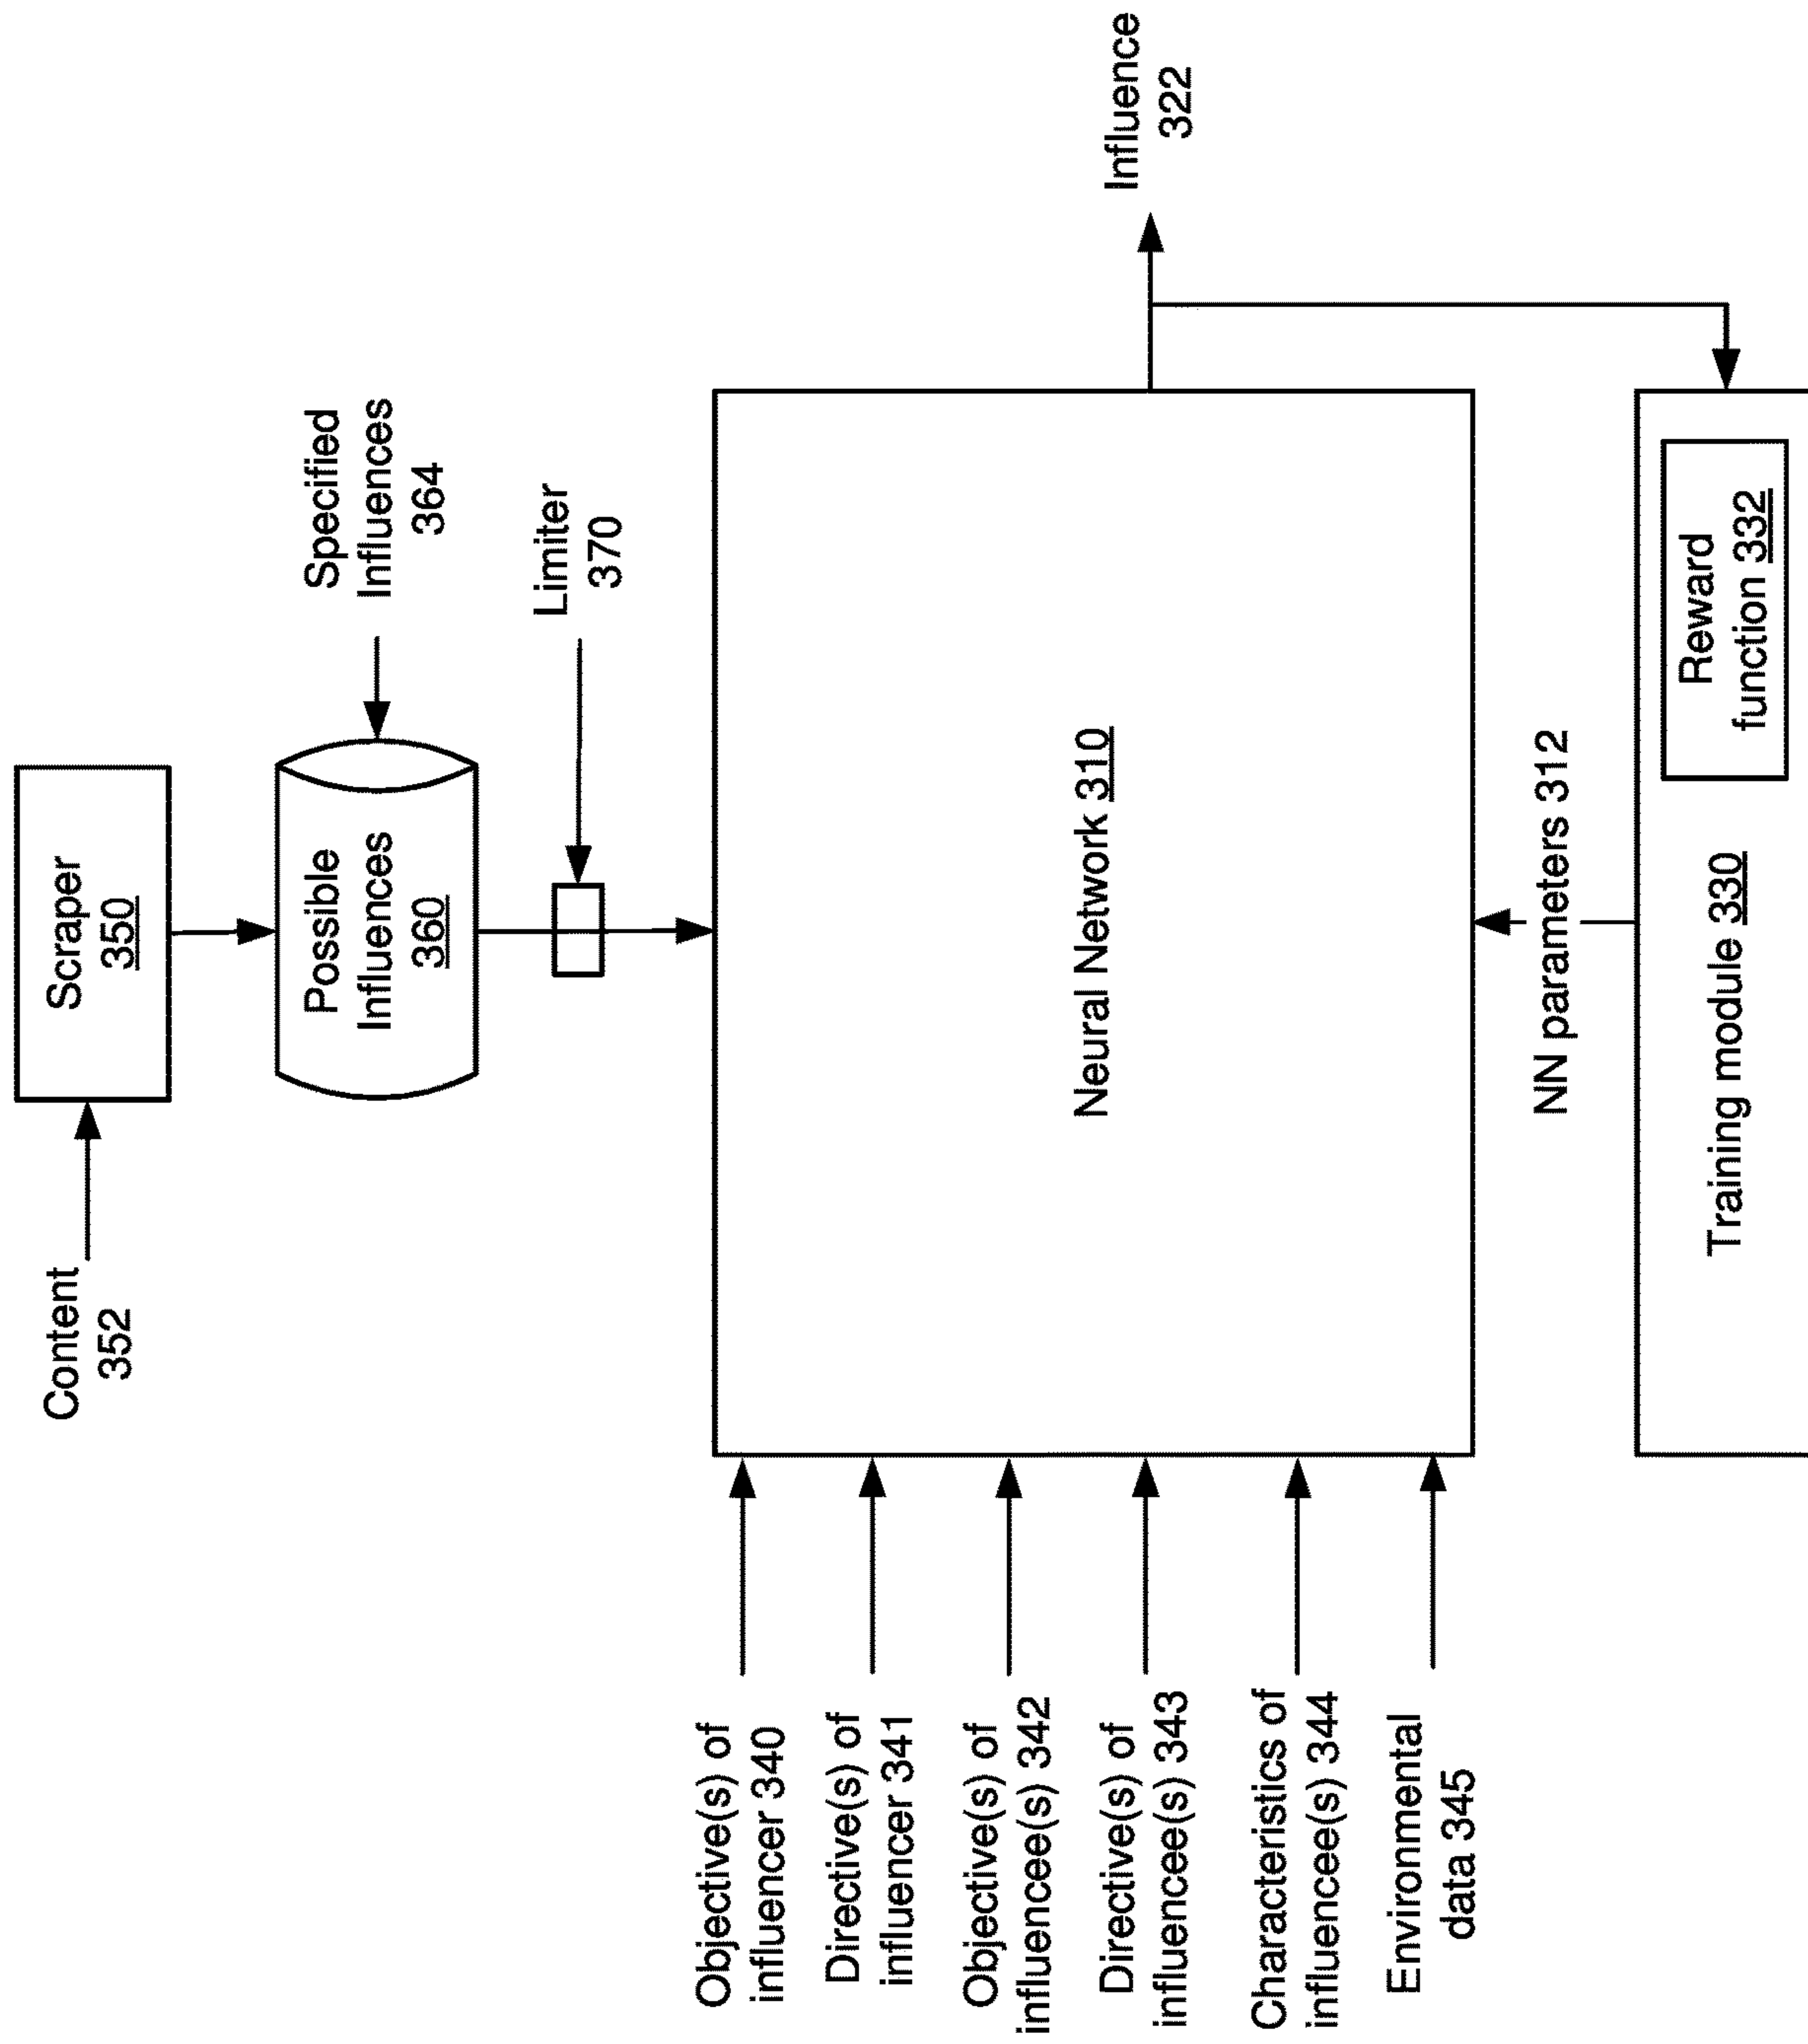 Content
352
Scraper
350
Possible
Influences
360
Specified
Influences
364
Limiter
370
Objective(s) of
influencer 340
Directive(s) of
influencer 341
Objective(s) of
influencee(s) 342
Directive(s) of
influencee(s) 343
Characteristics of
influencee(s) 344
Environmental
data 345
Neural Network 310
Influence
322
NN parameters 312
Training module 330
Reward
function 332